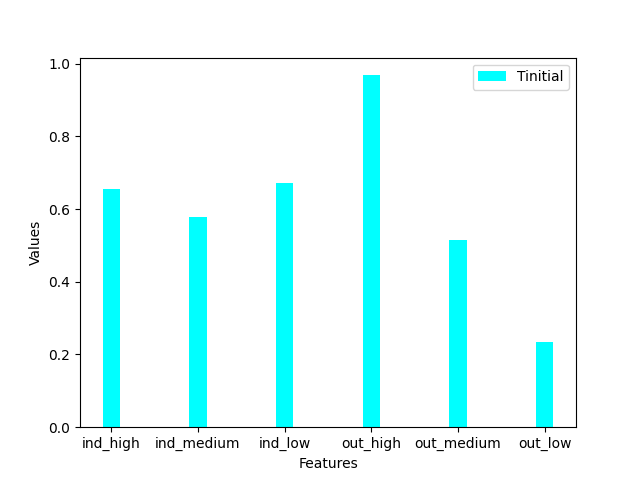 1.0
Tinitial
0.8
0.6
Values
0.4
0.2
0.0
ind_high ind_medium ind_low out_high out_medium out_low
Features